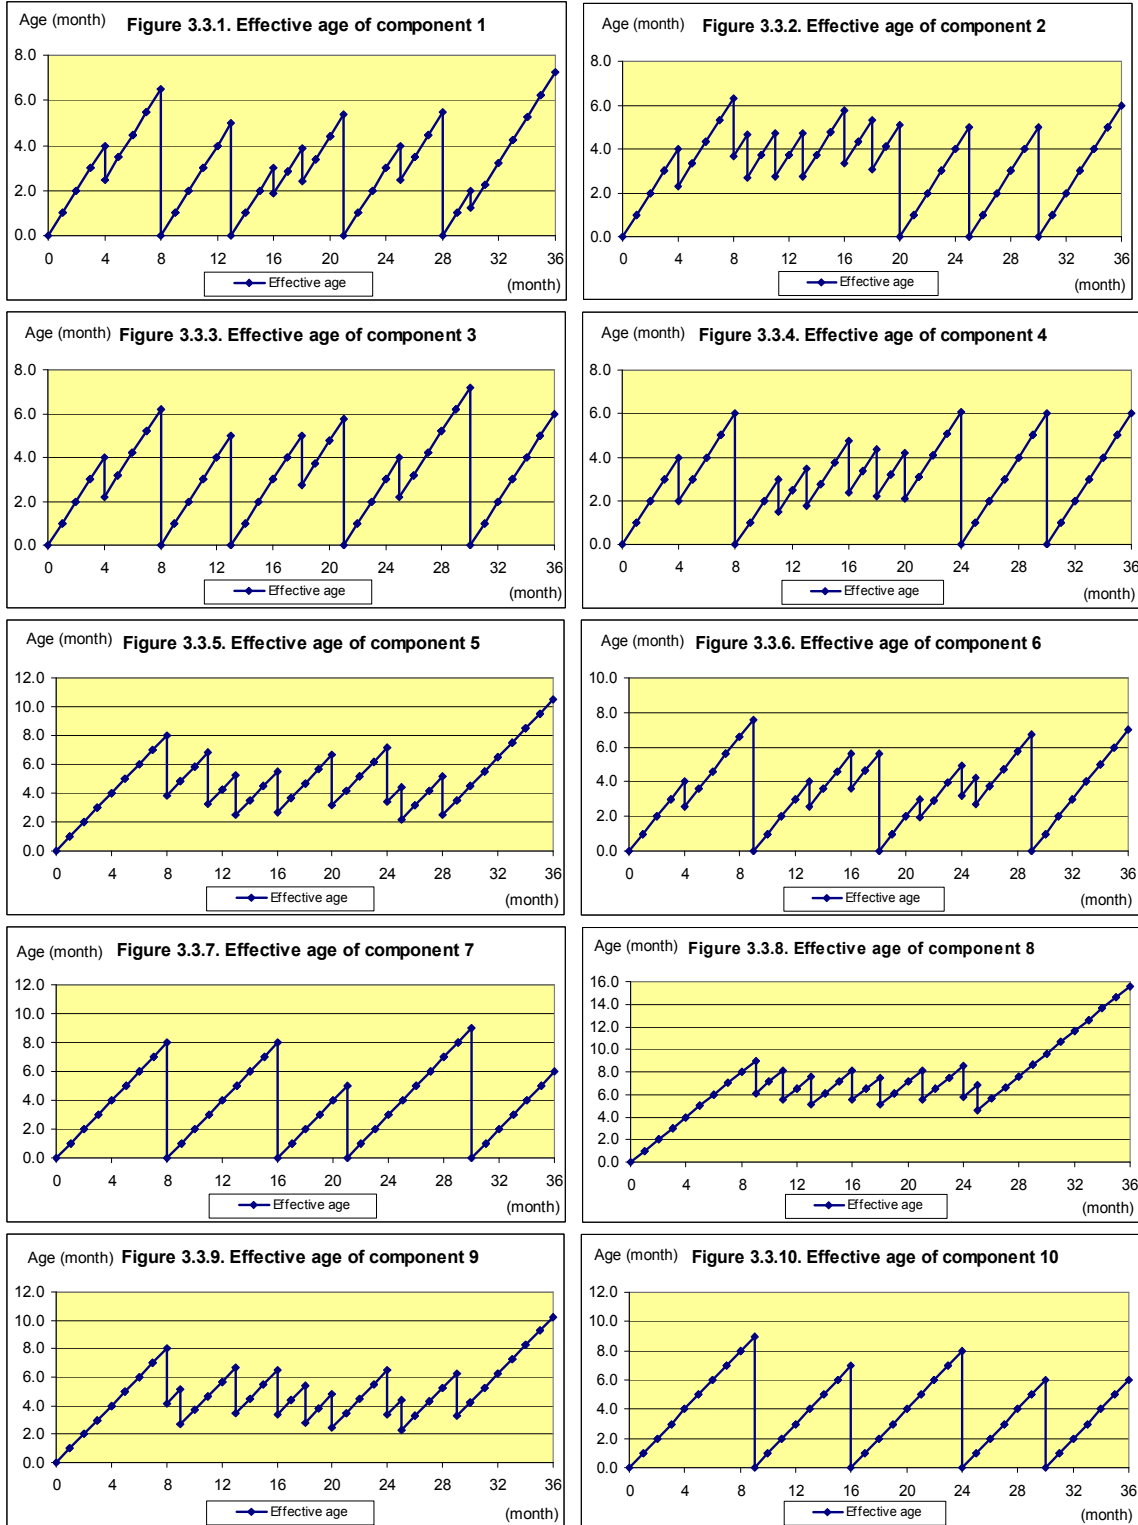 Age (month) Figure 3.3.1. Effective age of component 1
8.0
6.0
4.0
2.0
0.0
0 4 8 12 16 20 24 28 32 36
Effective age
(month)
Age (month) Figure 3.3.2. Effective age of component 2
8.0
6.0
4.0
2.0
0.0
0 4 8 12 16 20 24 28 32 36
Effective age
(month)
Age (month) Figure 3.3.3. Effective age of component 3
8.0
6.0
4.0
2.0
0.0
0 4 8 12 16 20 24 28 32 36
Effective age
(month)
Age (month) Figure 3.3.4. Effective age of component 4
8.0
6.0
4.0
2.0
0.0
0 4 8 12 16 20 24 28 32 36
Effective age
(month)
Age (month) Figure 3.3.5. Effective age of component 5
12.0
10.0
8.0
6.0
4.0
2.0
0.0
0 4 8 12 16 20 24 28 32 36
Effective age
(month)
Age (month) Figure 3.3.6. Effective age of component 6
10.0
8.0
6.0
4.0
2.0
0.0
0 4 8 12 16 20 24 28 32 36
Effective age
(month)
Age (month) Figure 3.3.7. Effective age of component 7
12.0
10.0
8.0
6.0
4.0
2.0
0.0
0 4 8 12 16 20 24 28 32 36
Effective age
(month)
Age (month) Figure 3.3.8. Effective age of component 8
16.0
14.0
12.0
10.0
8.0
6.0
4.0
2.0
0.0
0 4 8 12 16 20 24 28 32 36
Effective age
(month)
Age (month) Figure 3.3.9. Effective age of component 9
12.0
10.0
8.0
6.0
4.0
2.0
0.0
0 4 8 12 16 20 24 28 32 36
Effective age
(month)
Age (month) Figure 3.3.10. Effective age of component 10
12.0
10.0
8.0
6.0
4.0
2.0
0.0
0 4 8 12 16 20 24 28 32 36
Effective age
(month)